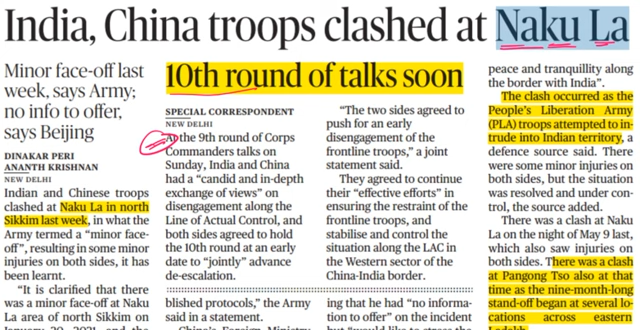 India, China troops clashed at Naku La
Minor face-off last
week, says Army;
no info to offer,
says Beijing
DINAKAR PERI
ANANTH KRISHNAN
NEW DELHI
Indian and Chinese troops
clashed at Naku La in north
Sikkim last week, in what the
Army termed a “minor face-
off”, resulting in some minor
injuries on both sides, it has
been learnt.
“It is clarified that there
was a minor face-off at Naku
La area of north Sikkim on
10th round of talks soon
SPECIAL CORRESPONDENT
NEW DELHI
At the 9th round of Corps
Commanders talks on
Sunday, India and China
had a “candid and in-depth
exchange of views” on
disengagement along the
Line of Actual Control, and
both sides agreed to hold
the 10th round at an early
date to “jointly” advance
de-escalation.
“The two sides agreed to
push for an early
disengagement of the
frontline troops,” a joint
statement said.
They agreed to continue
their “effective efforts” in
ensuring the restraint of the
frontline troops, and
stabilise and control the
situation along the LAC in
the Western sector of the
China-India border.
blished protocols,” the Army
said in a statement.
China’s Foreign Ministry
ing that he had “no informa-
tion to offer” on the incident
but “would like to stress the
peace and tranquillity along
the border with India”.
The clash occurred as the
People’s Liberation Army
(PLA) troops attempted to in-
trude into Indian territory, a
defence source said. There
were some minor injuries on
both sides, but the situation
was resolved and under con-
trol, the source added.
There was a clash at Naku
La on the night of May 9 last,
which also saw injuries on
both sides. There was a clash
at Pangong Tso also at that
time as the nine-month-long
stand-off began at several lo-
cations across eastern
Ladakh.